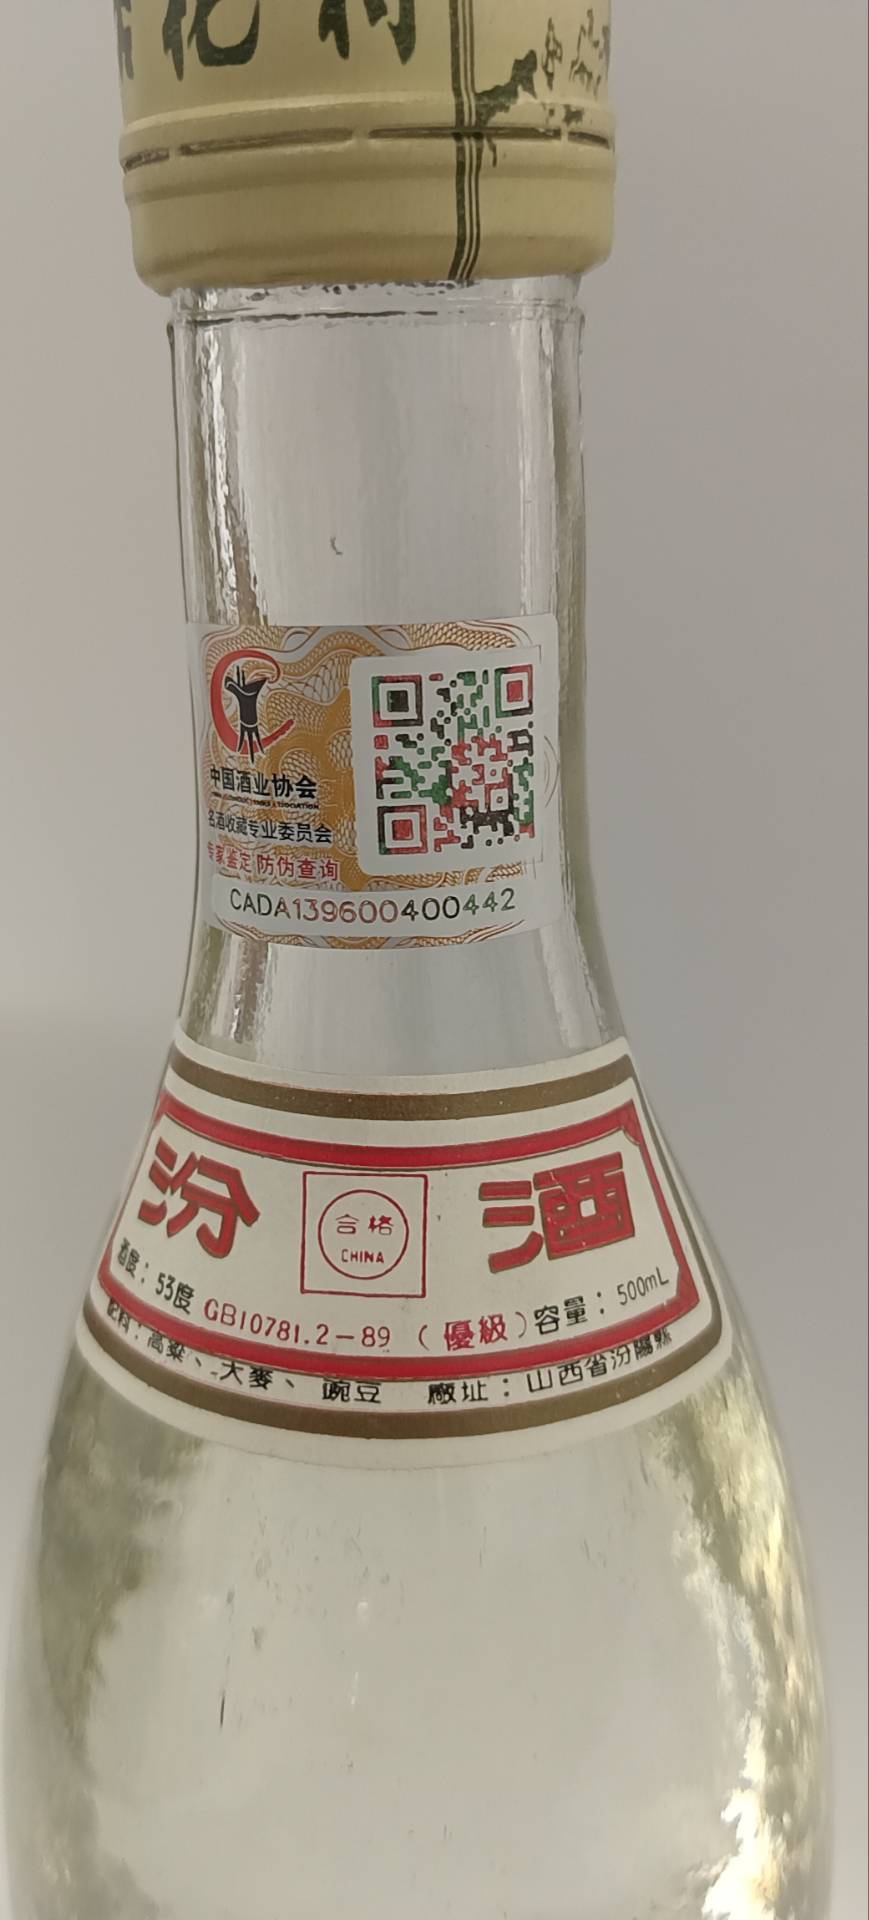 花村
中国酒业协会
名酒收藏专业委员会
专家鉴定 防伪查询
CADA139600400442
汾 酒
合格
CHINA
酒度：53度
GB10781.2-89 （優級）
容量：500mL
配料：高粱、大麥、豌豆 廠址：山西省汾陽縣